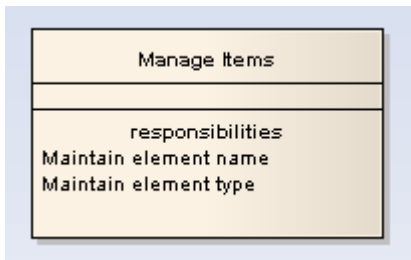 Manage Items
responsibilities
Maintain element name
Maintain element type